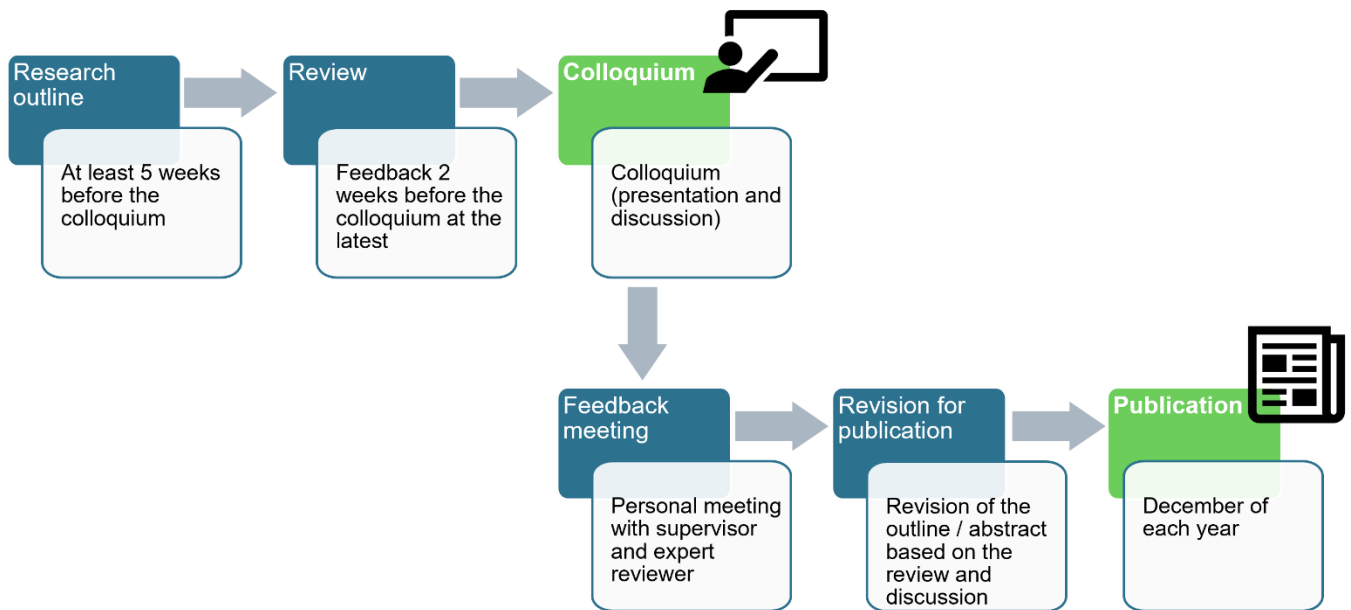 Research
outline
At least 5 weeks
before the
colloquium
Review
Feedback 2
weeks before the
colloquium at the
latest
Colloquium
Colloquium
(presentation and
discussion)
Feedback
meeting
Personal meeting
with supervisor
and expert
reviewer
Revision for
publication
Revision of the
outline / abstract
based on the
review and
discussion
Publication
December of
each year